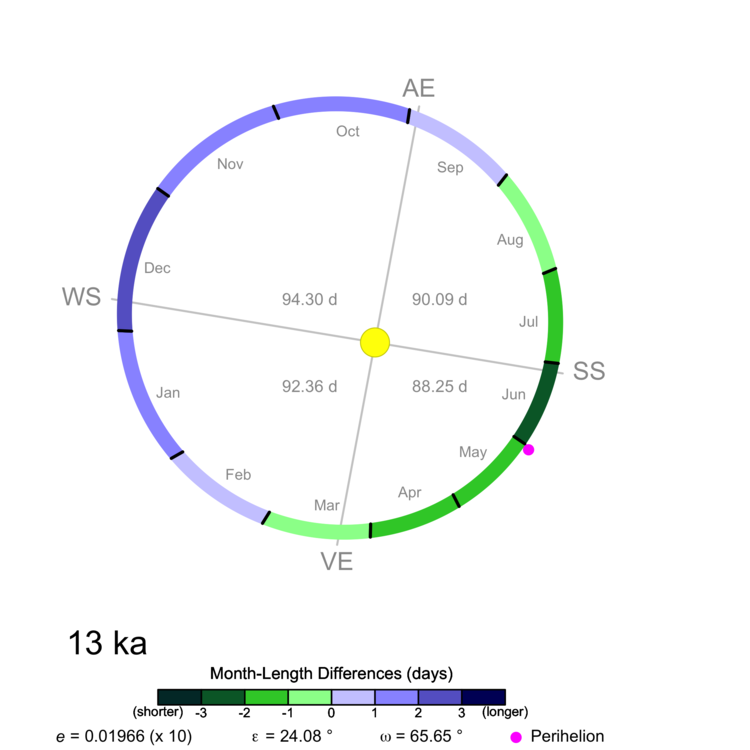 AE
Oct
Nov
Sep
Aug
Dec
WS
94.30 d
90.09 d
Jul
SS
92.36 d
88.25 d
Jan
Jun
May
Feb
Apr
Mar
VE
13 ka
Month-Length Differences (days)
(shorter) -3 -2 -1 0 1 2 3 (longer)
e = 0.01966 (x 10) ε = 24.08 ° ω = 65.65 ° Perihelion